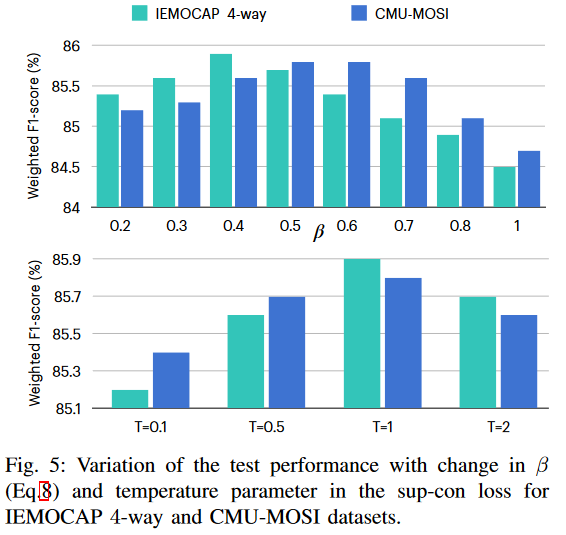 IEMOCAP 4-way CMU-MOSI
Weighted F1-score (%)
86
85.5
85
84.5
84
0.2 0.3 0.4 0.5 0.6 0.7 0.8 1
β
Weighted F1-score (%)
85.9
85.7
85.5
85.3
85.1
T=0.1 T=0.5 T=1 T=2
Fig. 5: Variation of the test performance with change in β
(Eq.8) and temperature parameter in the sup-con loss for
IEMOCAP 4-way and CMU-MOSI datasets.